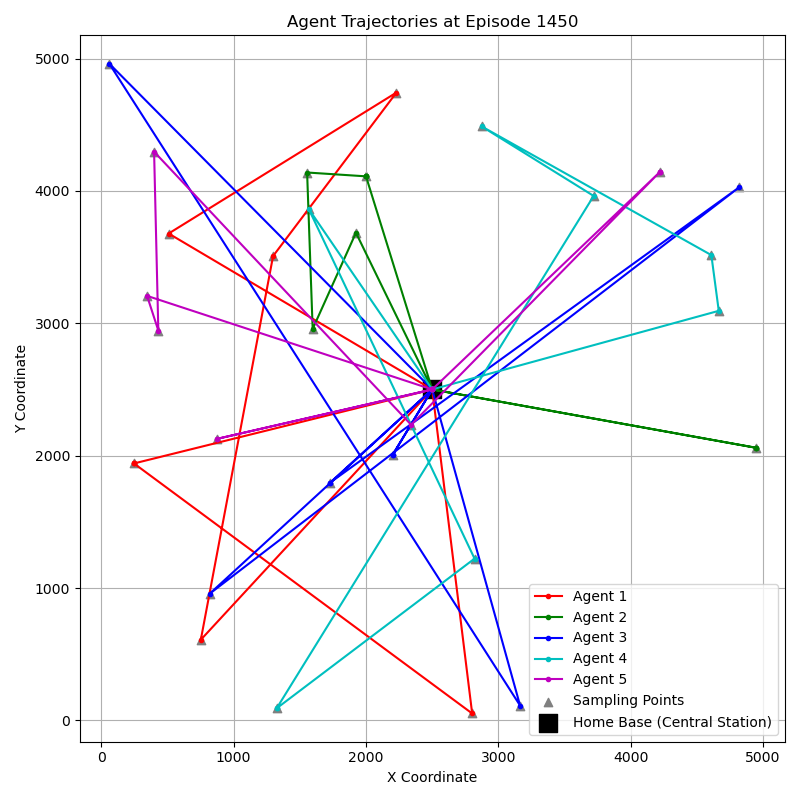 Agent Trajectories at Episode 1450
5000
4000
3000
2000
1000
0
Y Coordinate
0
1000
2000
3000
4000
5000
X Coordinate
Agent 1
Agent 2
Agent 3
Agent 4
Agent 5
Sampling Points
Home Base (Central Station)